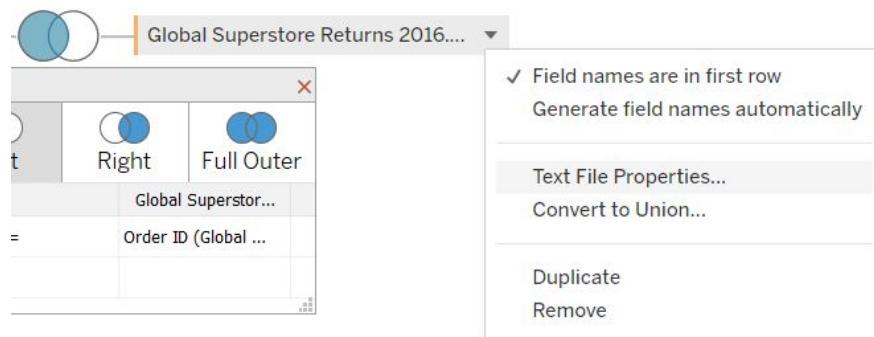 Global Superstore Returns 2016....
✓ Field names are in first row
Generate field names automatically
Right
Full Outer
Text File Properties...
Convert to Union...
Global Superstor...
= Order ID (Global ...
Duplicate
Remove